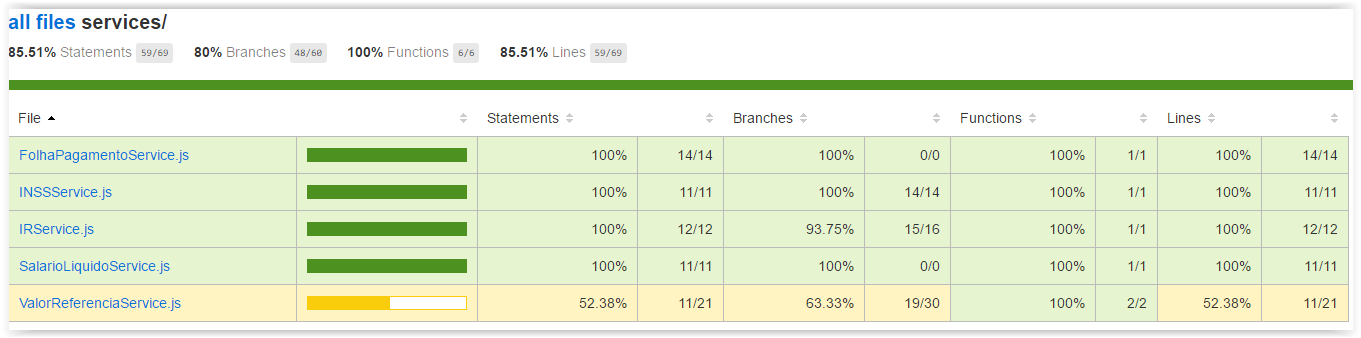 all files services/
85.51% Statements 59/69 80% Branches 48/60 100% Functions 6/6 85.51% Lines 59/69
File Statements Branches Functions Lines
FolhaPagamentoService.js 100% 14/14 100% 0/0 100% 1/1 100% 14/14
INSSService.js 100% 11/11 100% 14/14 100% 1/1 100% 11/11
IRService.js 100% 12/12 93.75% 15/16 100% 1/1 100% 12/12
SalarioLiquidoService.js 100% 11/11 100% 0/0 100% 1/1 100% 11/11
ValorReferenciaService.js 52.38% 11/21 63.33% 19/30 100% 2/2 52.38% 11/21